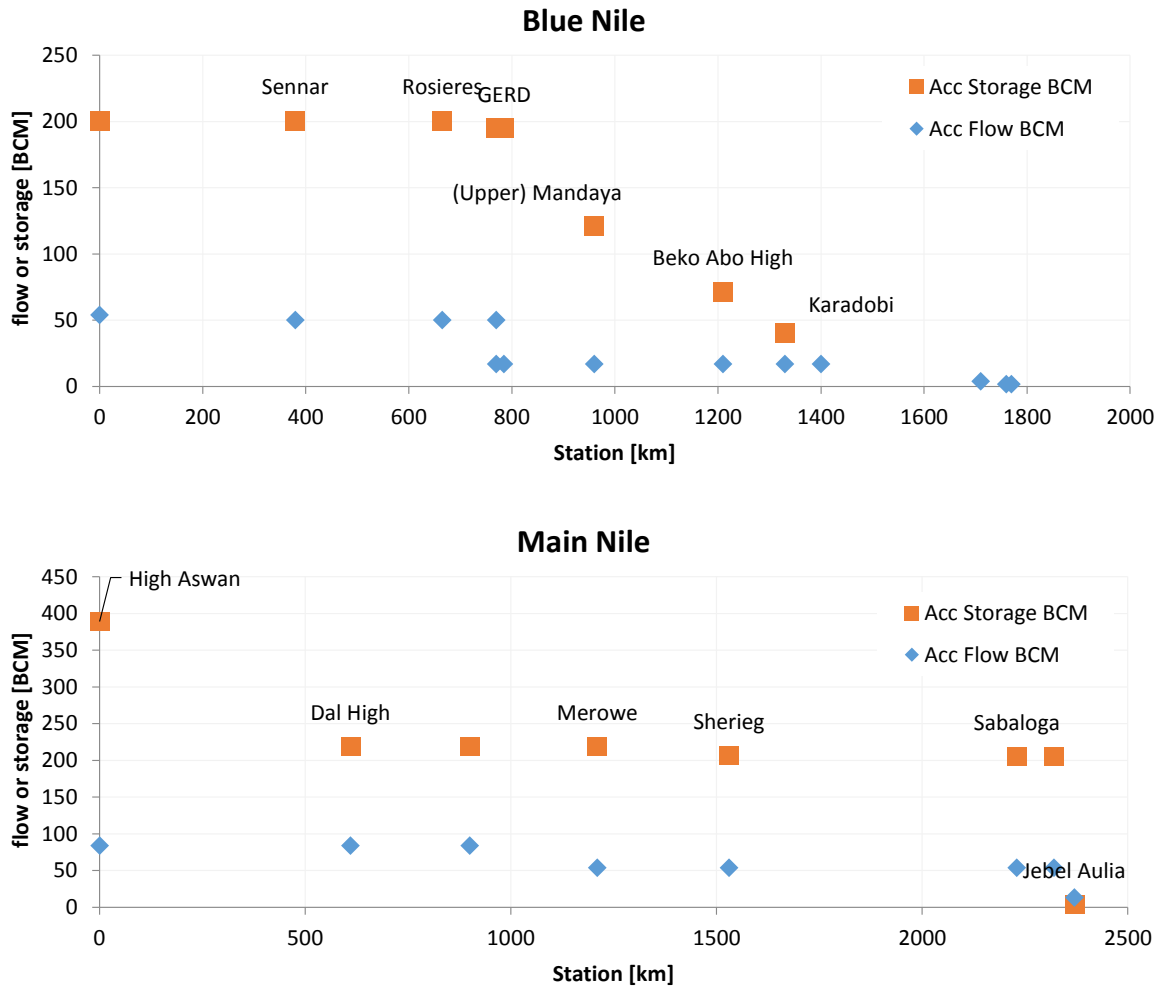 Blue Nile
flow or storage [BCM]
250
200
150
100
50
0
Sennar
Rosieres
GERD
(Upper) Mandaya
Beko Abo High
Karadobi
Acc Storage BCM
Acc Flow BCM
0 200 400 600 800 1000 1200 1400 1600 1800 2000
Station [km]
Main Nile
flow or storage [BCM]
450
400
350
300
250
200
150
100
50
0
High Aswan
Dal High
Merowe
Sherieg
Sabaloga
Jebel Aulia
Acc Storage BCM
Acc Flow BCM
0 500 1000 1500 2000 2500
Station [km]